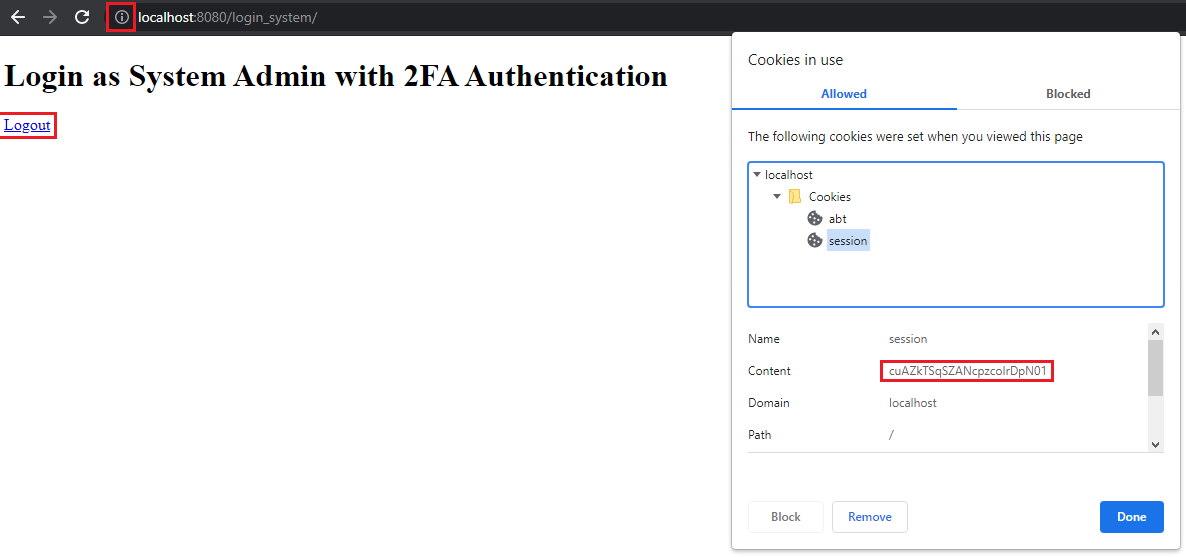 localhost:8080/login_system/
Login as System Admin with 2FA Authentication
Logout
Cookies in use
Allowed Blocked
The following cookies were set when you viewed this page
localhost
Cookies
abt
session
Name session
Content cuAZkTSqSZANcpzcolrDpN01
Domain localhost
Path /
Block Remove Done